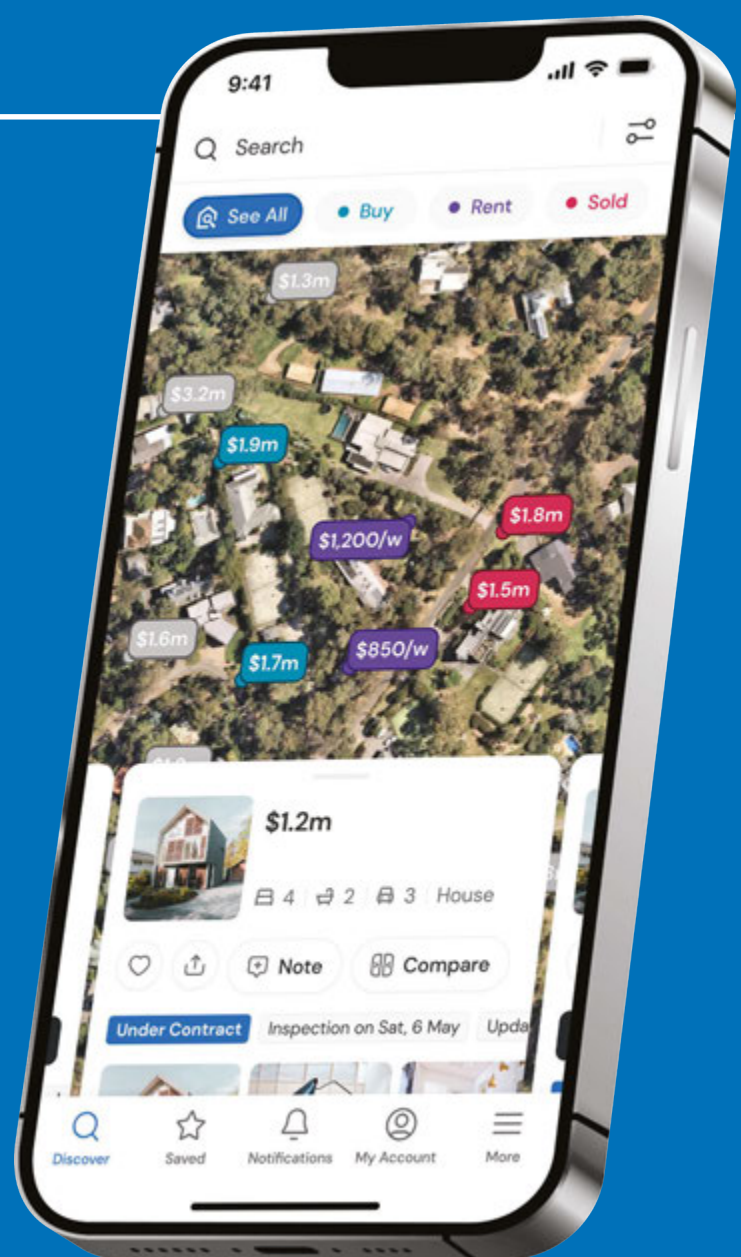 9:41
Search
See All
Buy
Rent
Sold
$1.3m
$3.2m
$1.9m
$1,200/w
$1.8m
$1.5m
$1.6m
$1.7m
$850/w
$1.2m
4 2 3 House
Note
Compare
Under Contract
Inspection on Sat, 6 May
Upda
Discover
Saved
Notifications
My Account
More